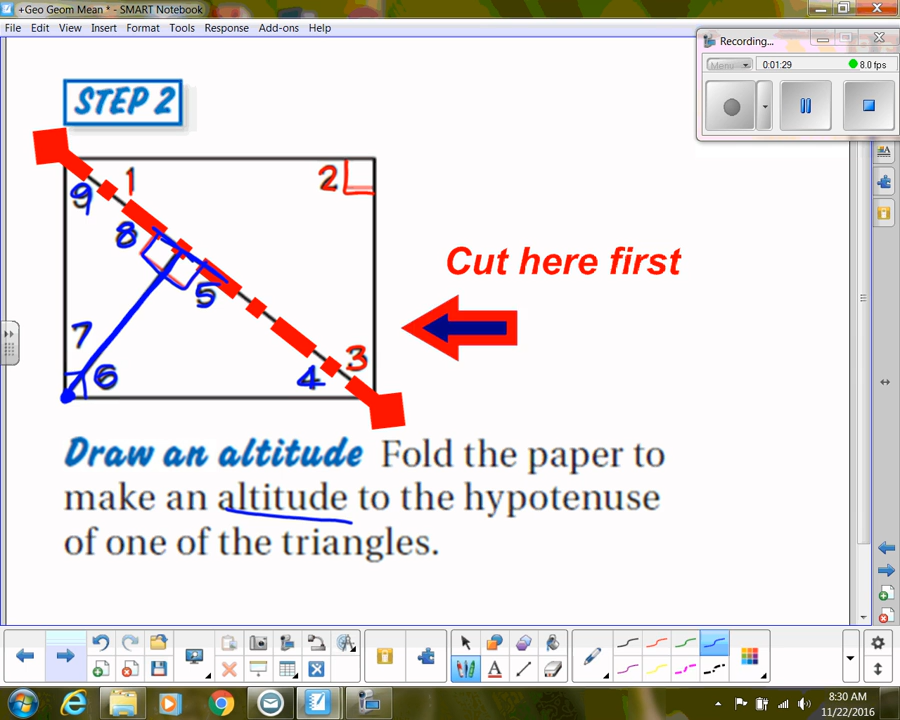 +Geo Geom Mean * - SMART Notebook
File Edit View Insert Format Tools Response Add-ons Help
Recording...
Menu 0:01:29 8.0 fps
STEP 2
1
2
9
8
5
7
3
6
4
Cut here first
Draw an altitude Fold the paper to
make an altitude to the hypotenuse
of one of the triangles.
A
8:30 AM
11/22/2016